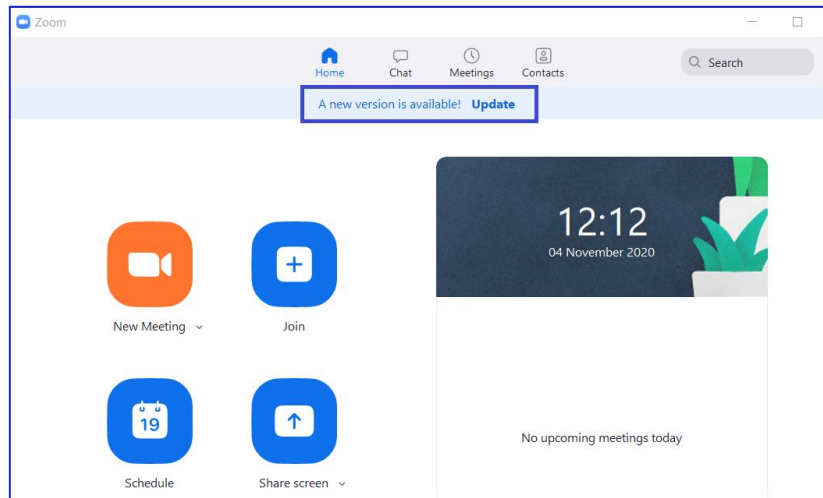 Zoom
Home Chat Meetings Contacts Search
A new version is available! Update
12:12
04 November 2020
New Meeting Join
19
No upcoming meetings today
Schedule Share screen